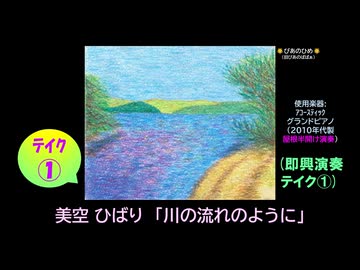 🌟ぴあのひめ🌟
(旧ぴあのぱぱぁ)
テイク
①
使用楽器:
アコースティック
グランドピアノ
(2010年代製
屋根半開け演奏)
(即興演奏
テイク①)
美空 ひばり 「川の流れのように」